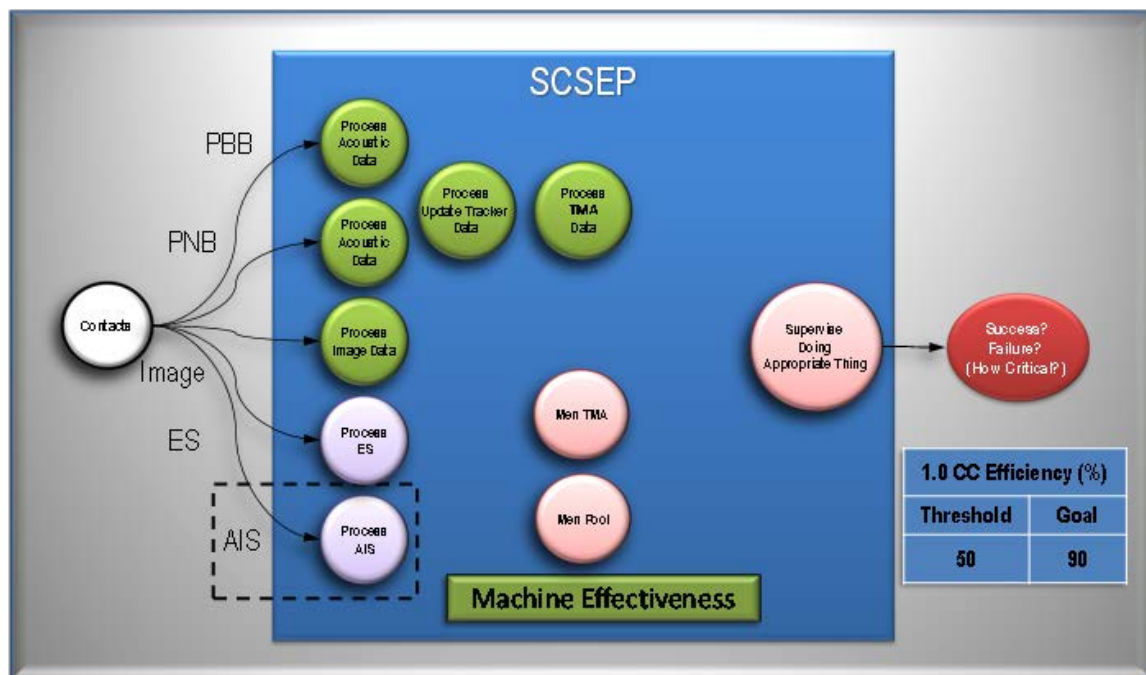 SCSEP
PBB
Process
Acoustic
Data
Process
Update Tracker
Data
Process
TMA
Data
PNB
Process
Acoustic
Data
Contacts
Process
Image Data
Image
Supervise
Doing
Appropriate Thing
Success?
Failure?
(How Critical?)
ES
Process
ES
Men TMA
AIS
Process
AIS
Men Pool
1.0 CC Efficiency (%)
Threshold Goal
50 90
Machine Effectiveness